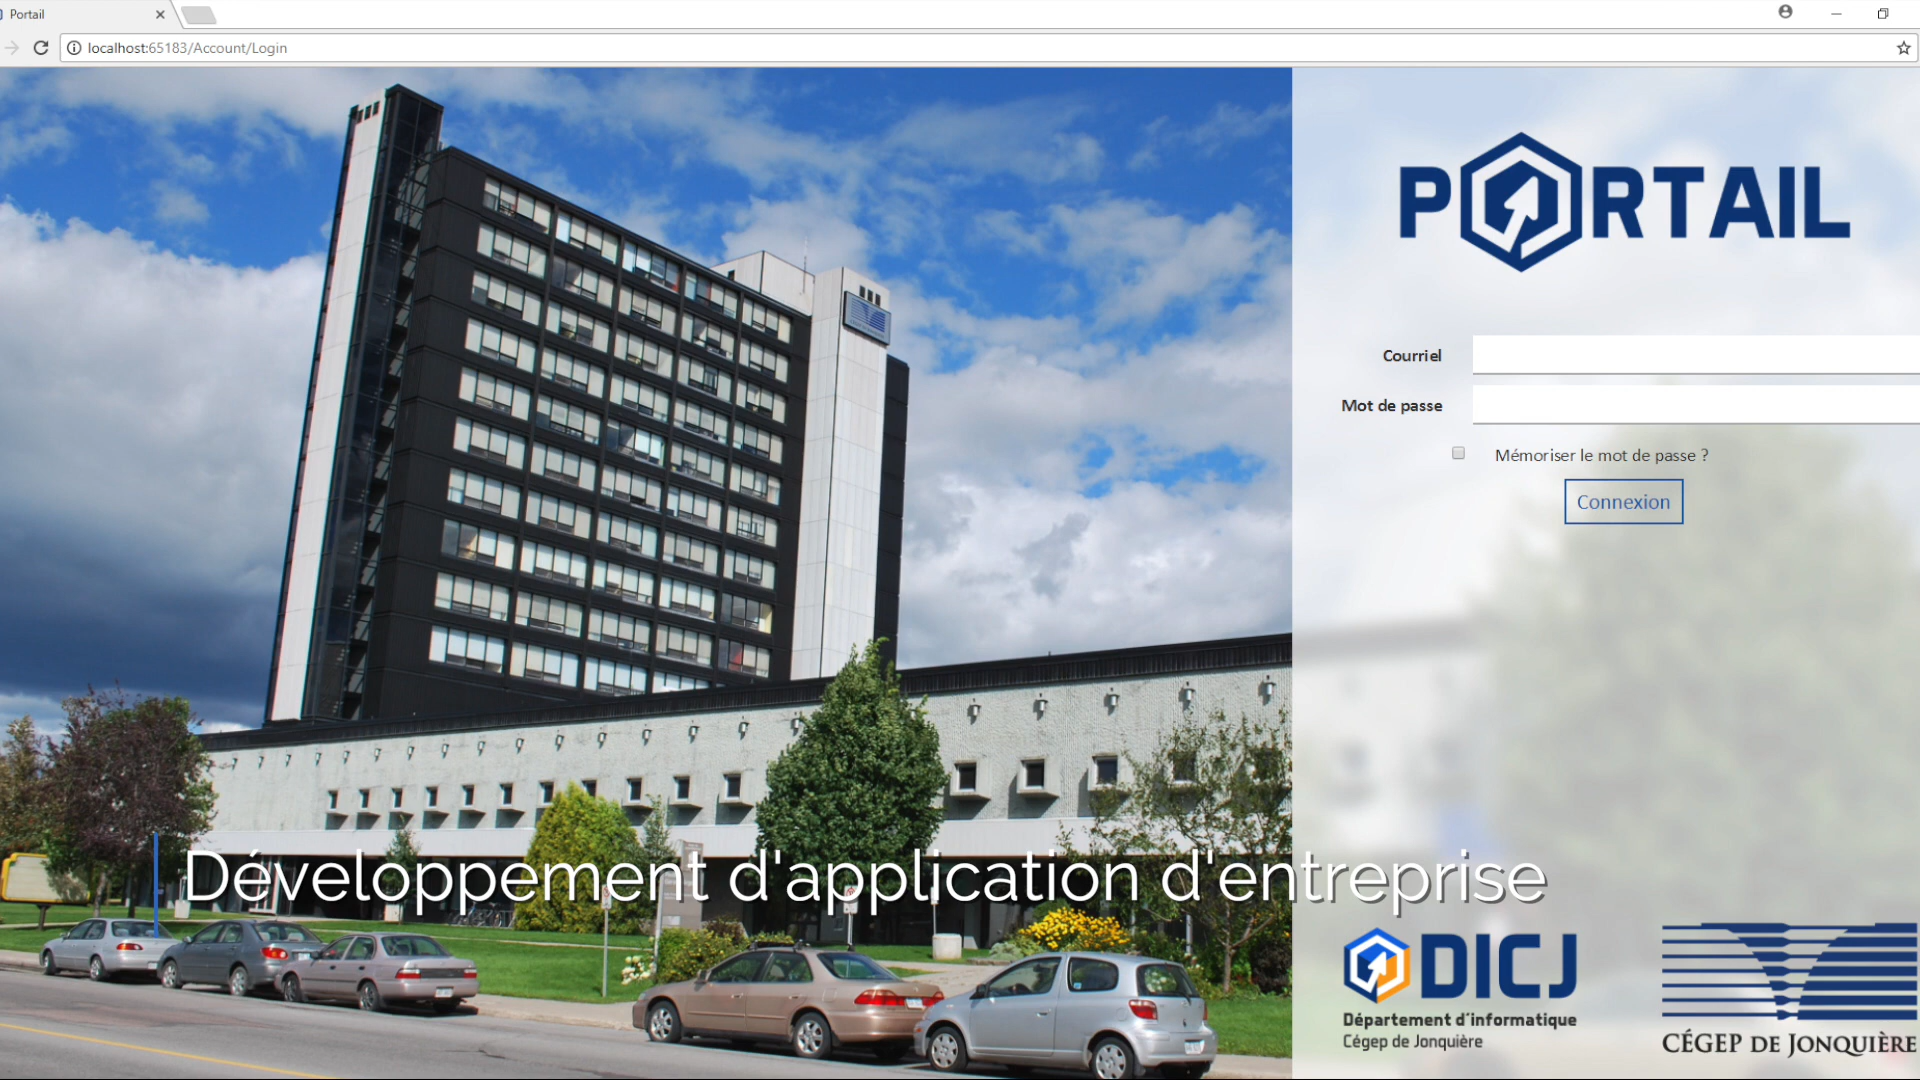 Portail
localhost:65183/Account/Login
PORTAIL
Courriel
Mot de passe
Mémoriser le mot de passe ?
Connexion
Développement d'application d'entreprise
DICJ
Département d'informatique
Cégep de Jonquière
CÉGEP DE JONQUIÈRE